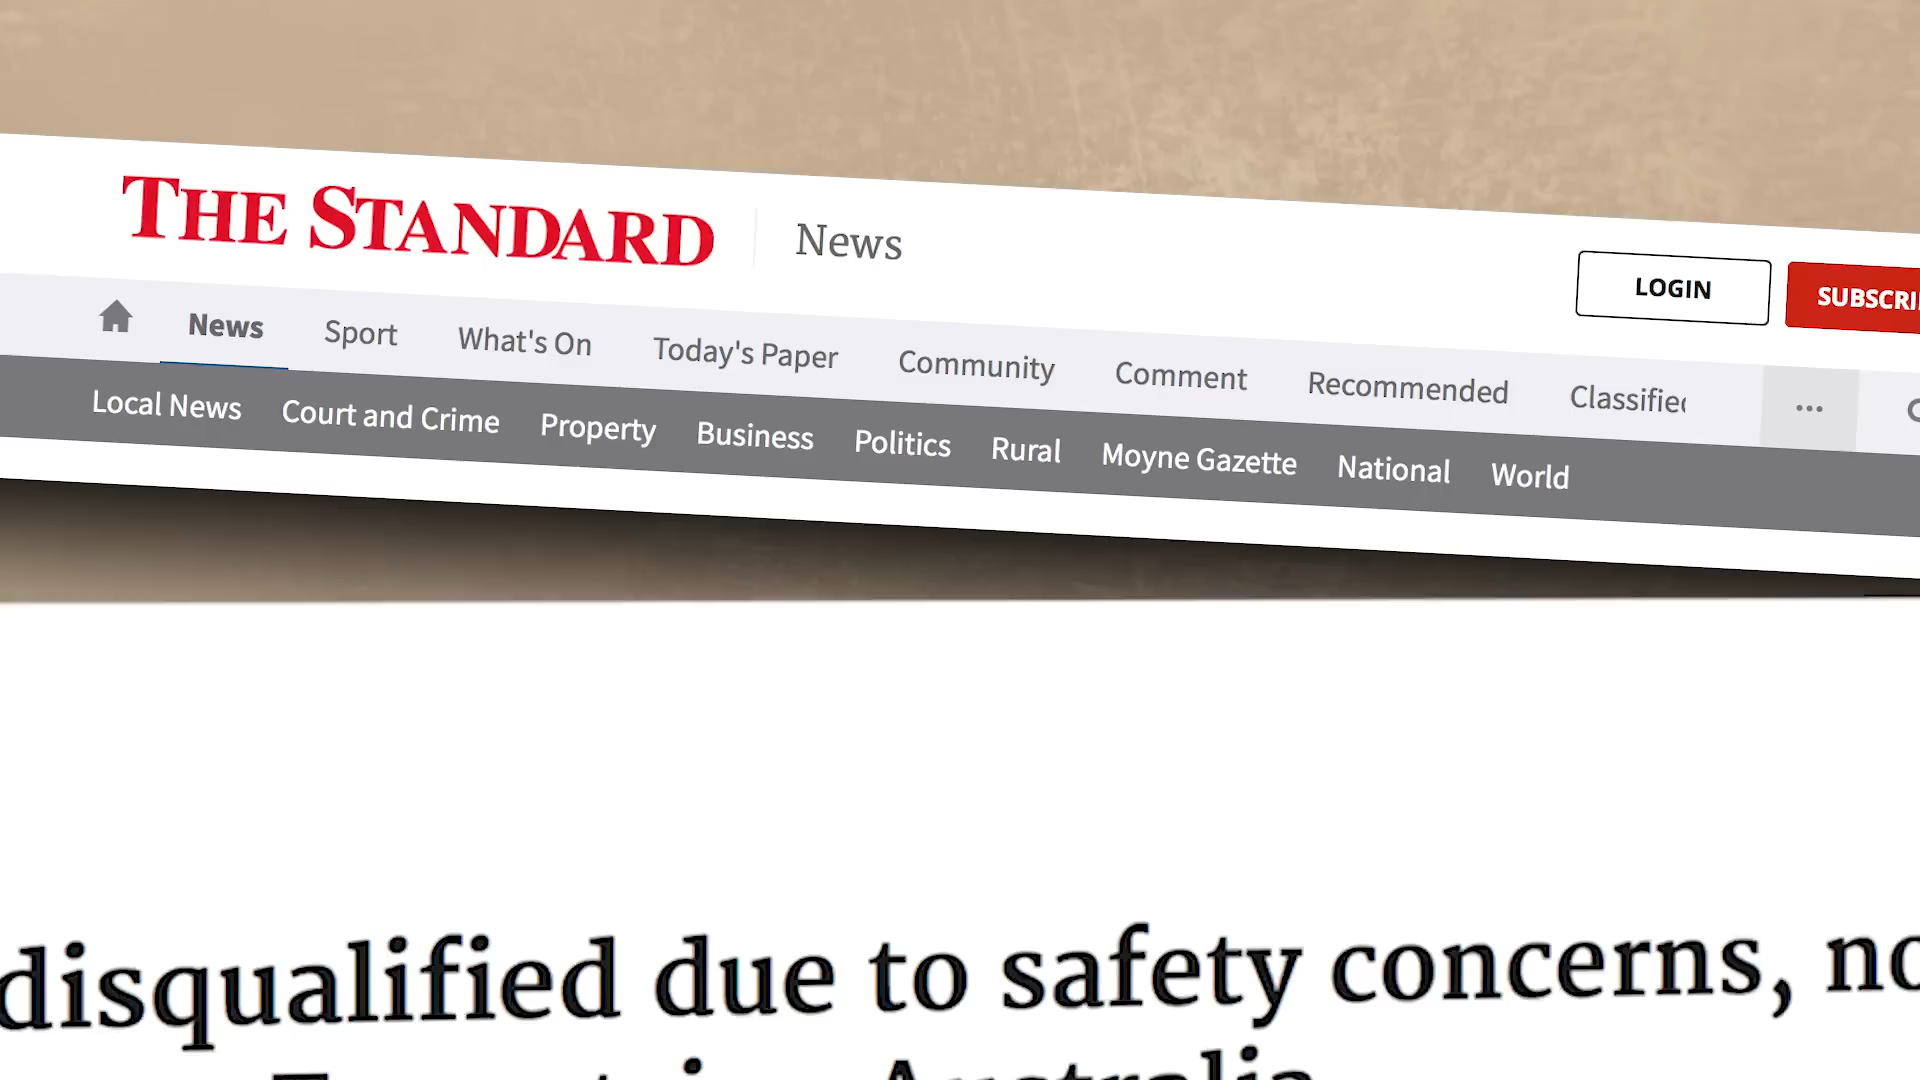 THE STANDARD News
LOGIN
News Sport What's On Today's Paper Community Comment Recommended
Local News Court and Crime Property Business Politics Rural Moyne Gazette National World
disqualified due to safety concerns,
Australia